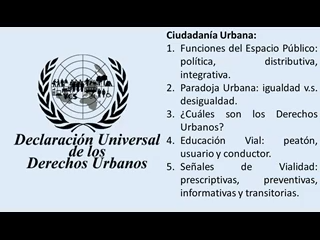 Declaración Universal
de los
Derechos Urbanos
Ciudadanía Urbana:
1. Funciones del Espacio Público:
política, distributiva,
integrativa.
2. Paradoja Urbana: igualdad v.s.
desigualdad.
3. ¿Cuáles son los Derechos
Urbanos?
4. Educación Vial: peatón,
usuario y conductor.
5. Señales de Vialidad:
prescriptivas, preventivas,
informativas y transitorias.